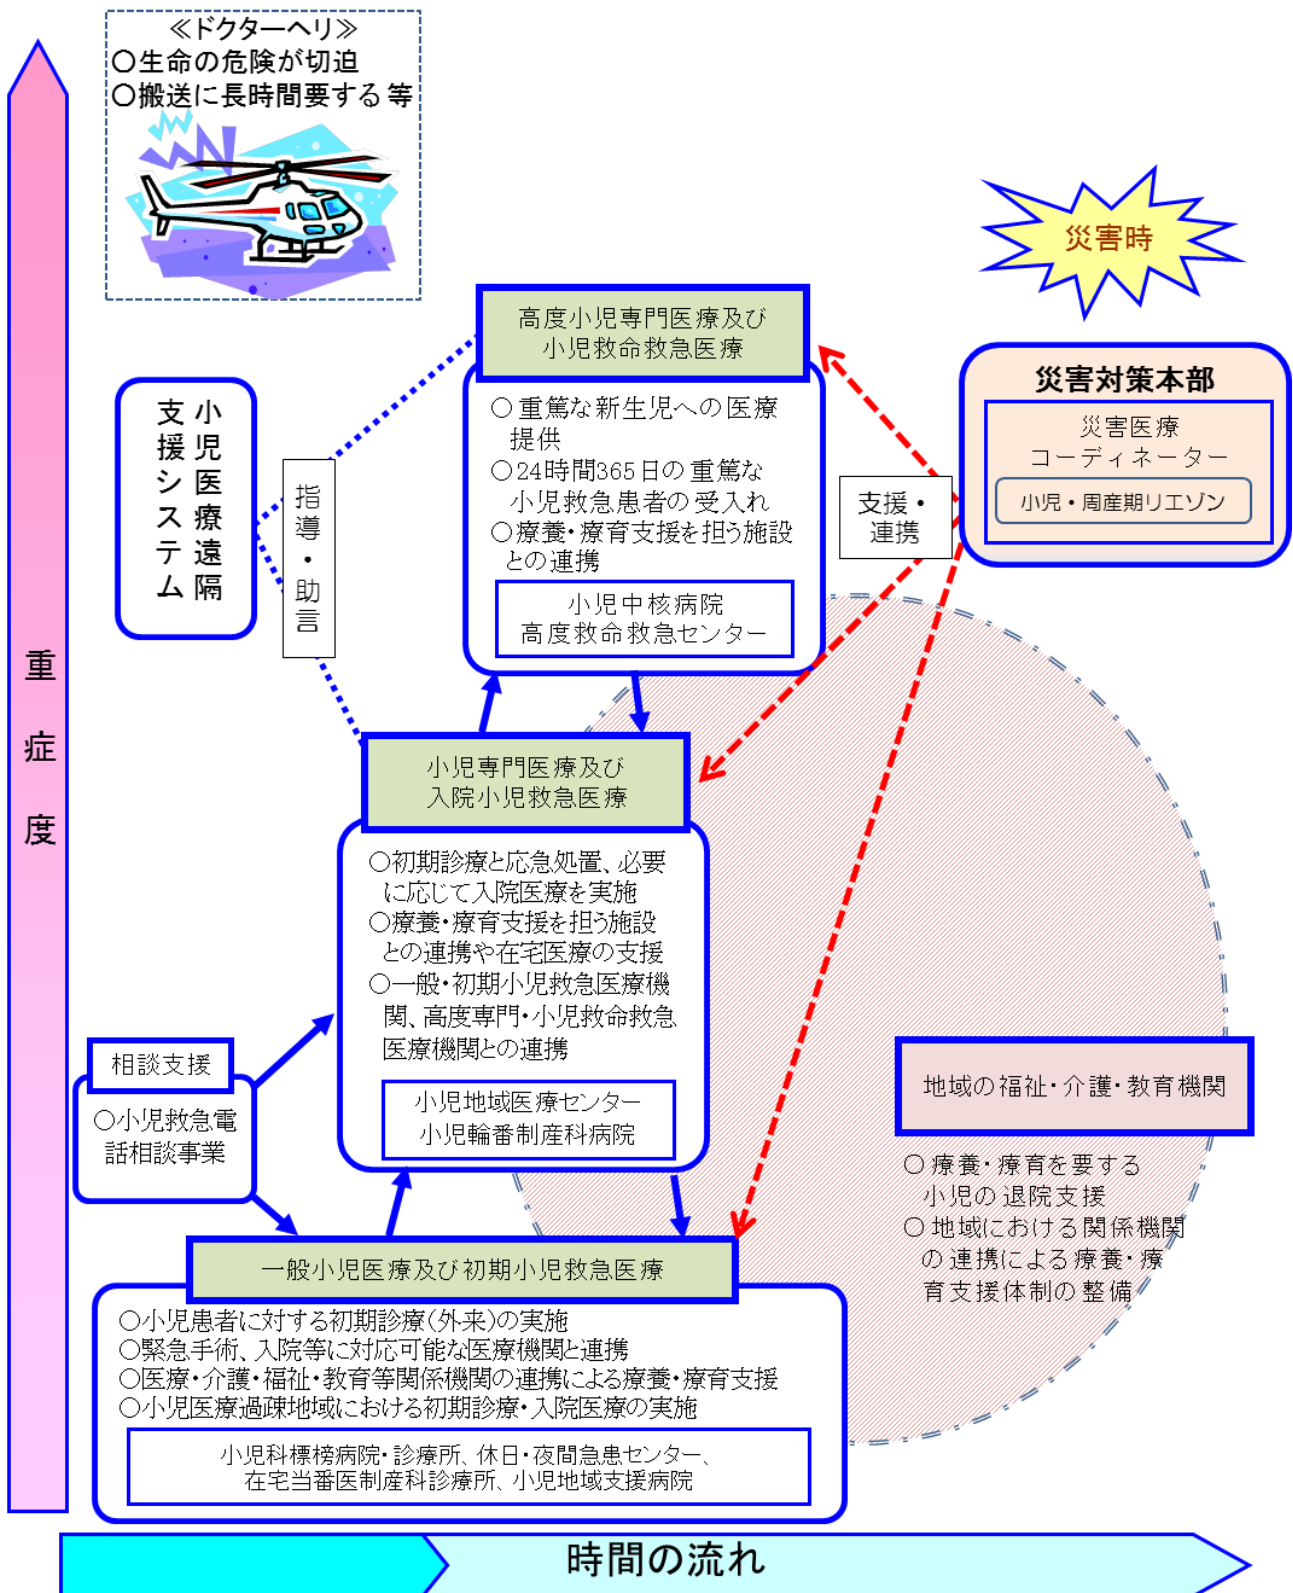 ≪ドクターヘリ≫
○生命の危険が切迫
○搬送に長時間要する 等
災害時
高度小児専門医療及び
小児救命救急医療
○ 重篤な新生児への医療
提供
○24時間365日の重篤な
小児救急患者の受入れ
○療養・療育支援を担う施設
との連携
小児中核病院
高度救命救急センター
災害対策本部
災害医療
コーディネーター
小児・周産期リエゾン
支援・
連携
小児医療遠隔
支援システム
指導・助言
重症度
小児専門医療及び
入院小児救急医療
○初期診療と応急処置、必要
に応じて入院医療を実施
○療養・療育支援を担う施設
との連携や在宅医療の支援
○一般・初期小児救急医療機
関、高度専門・小児救命救急
医療機関との連携
小児地域医療センター
小児輪番制産科病院
相談支援
○小児救急電
話相談事業
地域の福祉・介護・教育機関
○ 療養・療育を要する
小児の退院支援
○ 地域における関係機関
の連携による療養・療
育支援体制の整備
一般小児医療及び初期小児救急医療
○小児患者に対する初期診療(外来)の実施
○緊急手術、入院等に対応可能な医療機関と連携
○医療・介護・福祉・教育等関係機関の連携による療養・療育支援
○小児医療過疎地域における初期診療・入院医療の実施
小児科標榜病院・診療所、休日・夜間急患センター、
在宅当番医制産科診療所、小児地域支援病院
時間の流れ